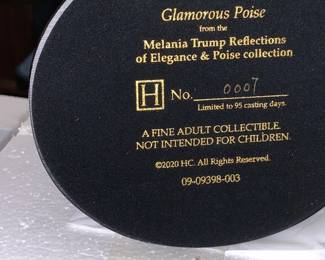 Glamorous Poise
from the
Melania Trump Reflections
of Elegance & Poise collection
H No. 0007
Limited to 95 casting days.
A FINE ADULT COLLECTIBLE.
NOT INTENDED FOR CHILDREN.
©2020 HC. All Rights Reserved.
09-09398-003